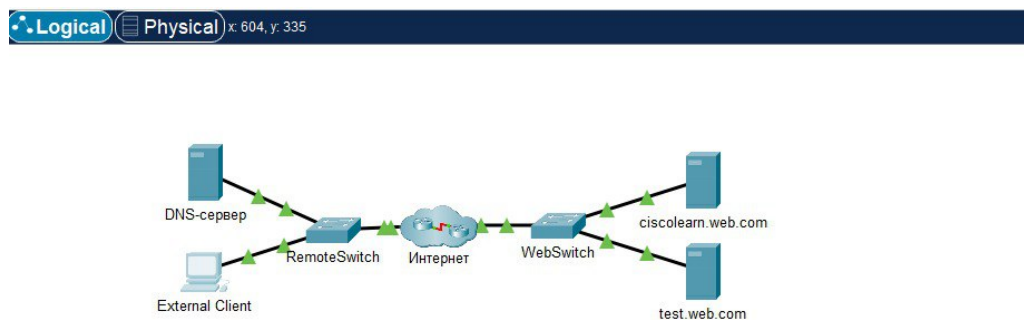 Logical Physical x: 604, y: 335
DNS-сервер
ciscolearn.web.com
RemoteSwitch
Интернет
WebSwitch
External Client
test.web.com